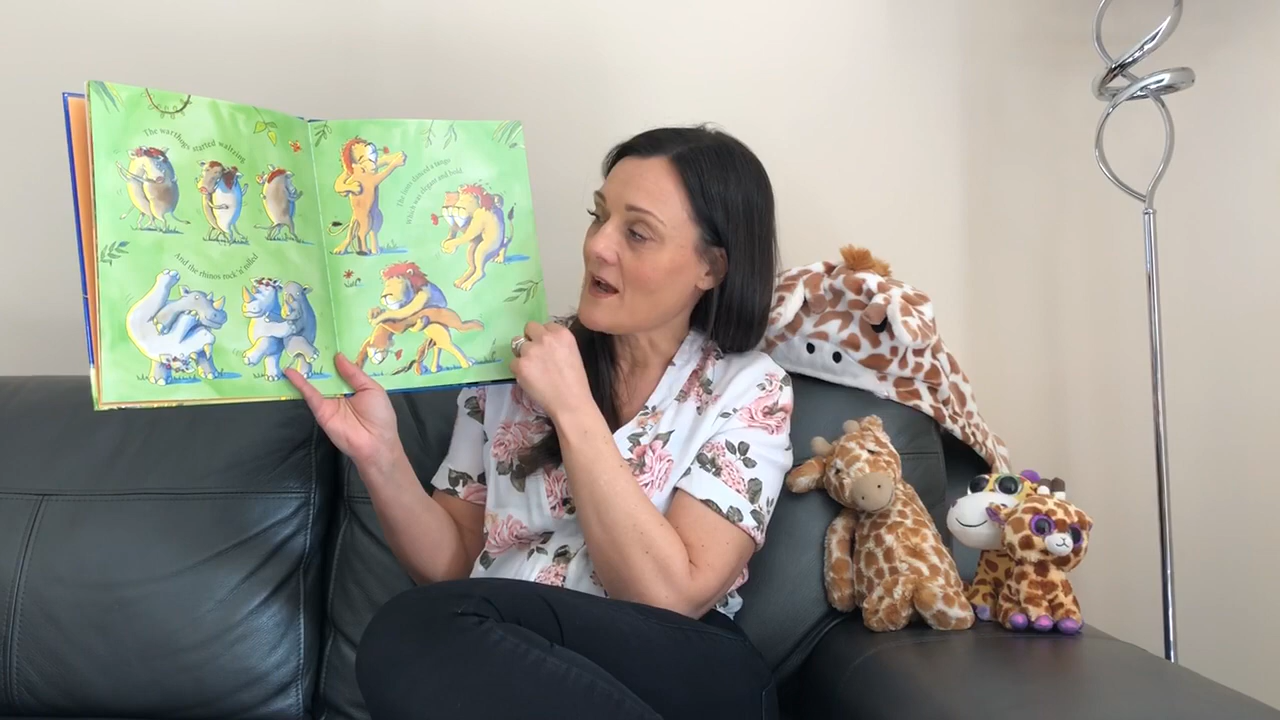 The warthogs started waltzing
And the rhinos rock 'n' rolled.
The lions danced a tango
Which was elegant and bold.